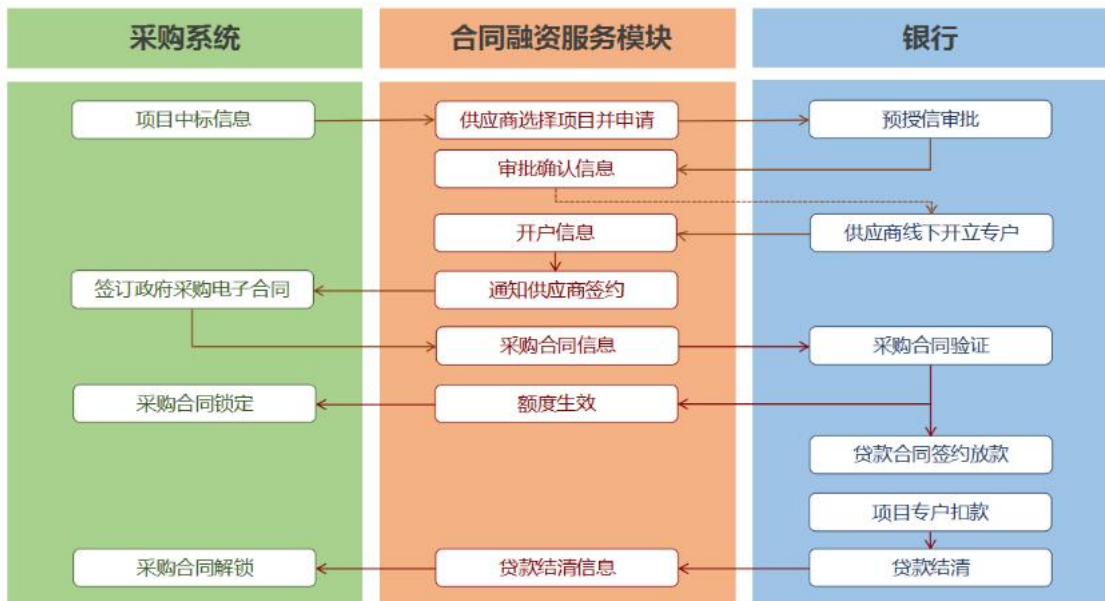 采购系统
合同融资服务模块
银行
项目中标信息
供应商选择项目并申请
预授信审批
审批确认信息
开户信息
供应商线下开立专户
签订政府采购电子合同
通知供应商签约
采购合同信息
采购合同验证
采购合同锁定
额度生效
贷款合同签约放款
项目专户扣款
采购合同解锁
贷款结清信息
贷款结清